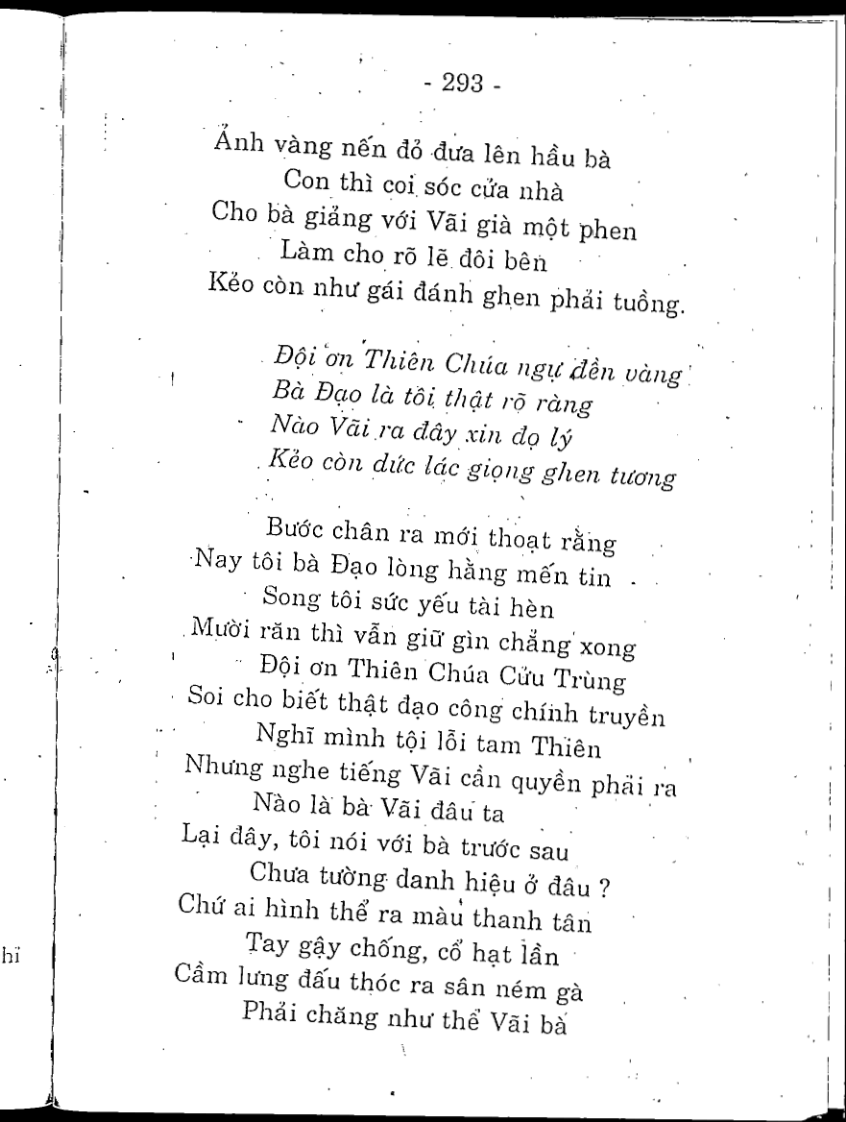 - 293 -
Ảnh vàng nến đỏ đưa lên hầu bà
Con thì coi sóc cửa nhà
Cho bà giảng với Vãi già một phen
Làm cho rõ lẽ đôi bên
Kẻo còn như gái đánh ghen phải tuồng.
Đội ơn Thiên Chúa ngự đền vàng
Bà Đạo là tôi thật rõ ràng
Nào Vãi ra đây xin đọ lý
Kẻo còn dức lác giọng ghen tương
Bước chân ra mới thoạt rằng
Nay tôi bà Đạo lòng hằng mến tin
Song tôi sức yếu tài hèn
Mười răn thì vẫn giữ gìn chẳng xong
Đội ơn Thiên Chúa Cửu Trùng
Soi cho biết thật đạo công chính truyền
Nghĩ mình tội lỗi tam Thiên
Nhưng nghe tiếng Vãi cần quyền phải ra
Nào là bà Vãi đâu ta
Lại đây, tôi nói với bà trước sau
Chưa tường danh hiệu ở đâu ?
Chứ ai hình thể ra màu thanh tân
Tay gậy chống, cổ hạt lần
Cầm lưng đấu thóc ra sân ném gà
Phải chăng như thể Vãi bà
hi